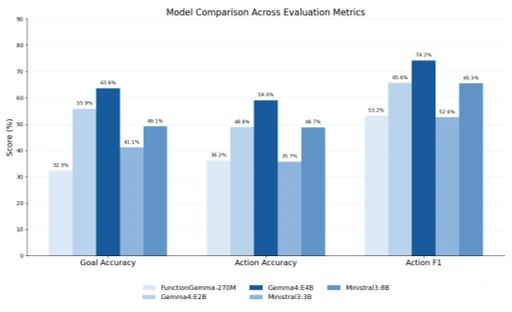 Model Comparison Across Evaluation Metrics
90
80
70
60
50
40
30
20
10
0
Score (%)
32.3%
55.9%
63.6%
41.1%
49.1%
36.2%
48.8%
59.0%
35.7%
48.7%
53.2%
65.6%
74.2%
52.6%
65.5%
Goal Accuracy
Action Accuracy
Action F1
FunctionGemma-270M
Gemma4:E4B
Ministral3:8B
Gemma4:E2B
Ministral3:3B